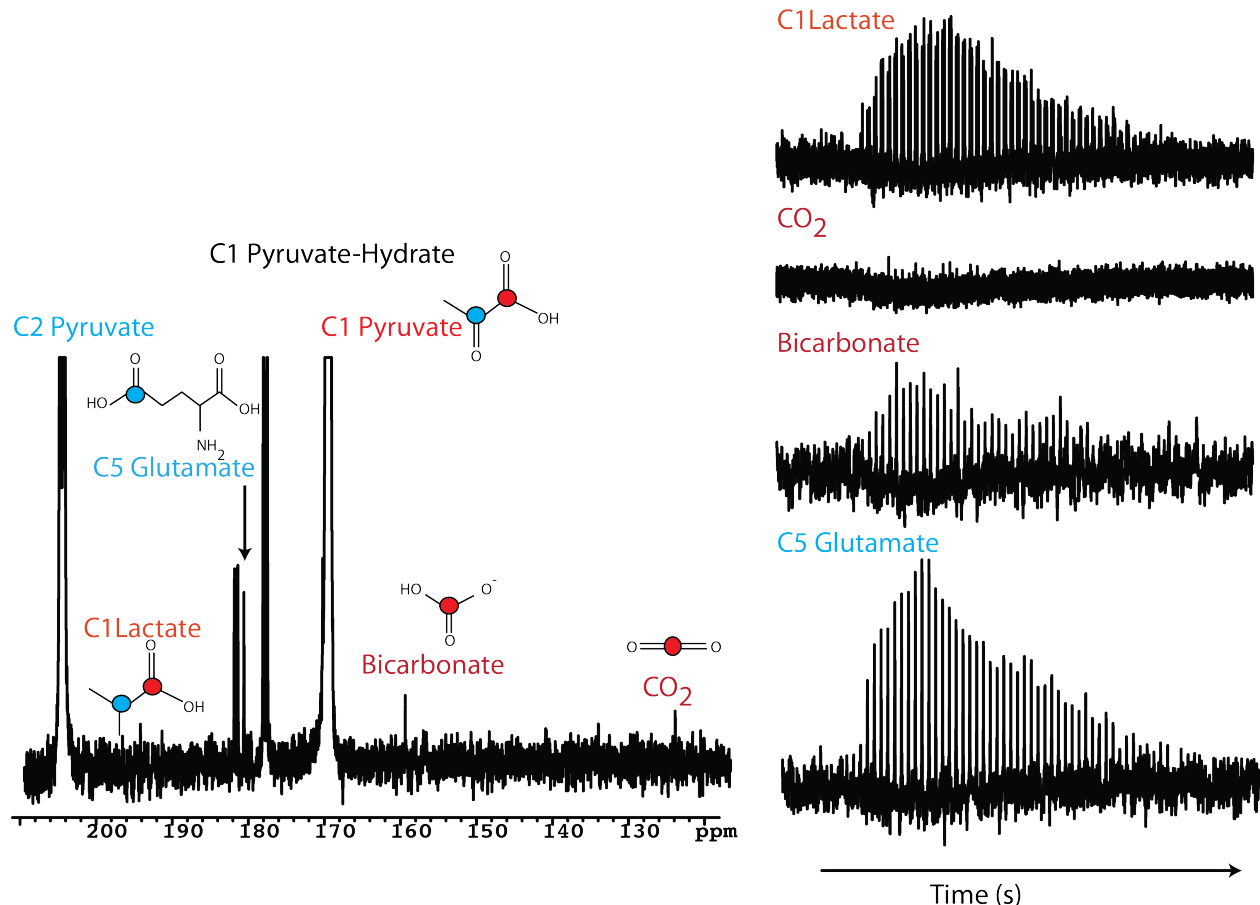 C1 Pyruvate-Hydrate
C2 Pyruvate
C1 Pyruvate
O
OH
O
O
O
HO
OH
NH2
C5 Glutamate
C1Lactate
O
OH
HO
O-
O
Bicarbonate
O
O
CO2
200 190 180 170 160 150 140 130 ppm
C1Lactate
CO2
Bicarbonate
C5 Glutamate
Time (s)